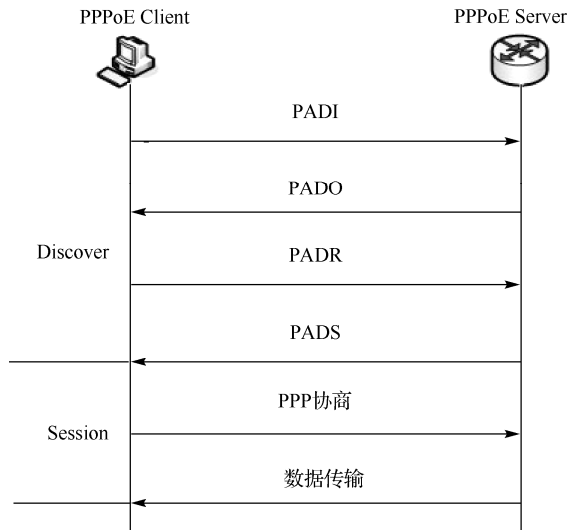 PPPoE Client
PPPoE Server
PADI
PADO
Discover
PADR
PADS
PPP协商
Session
数据传输